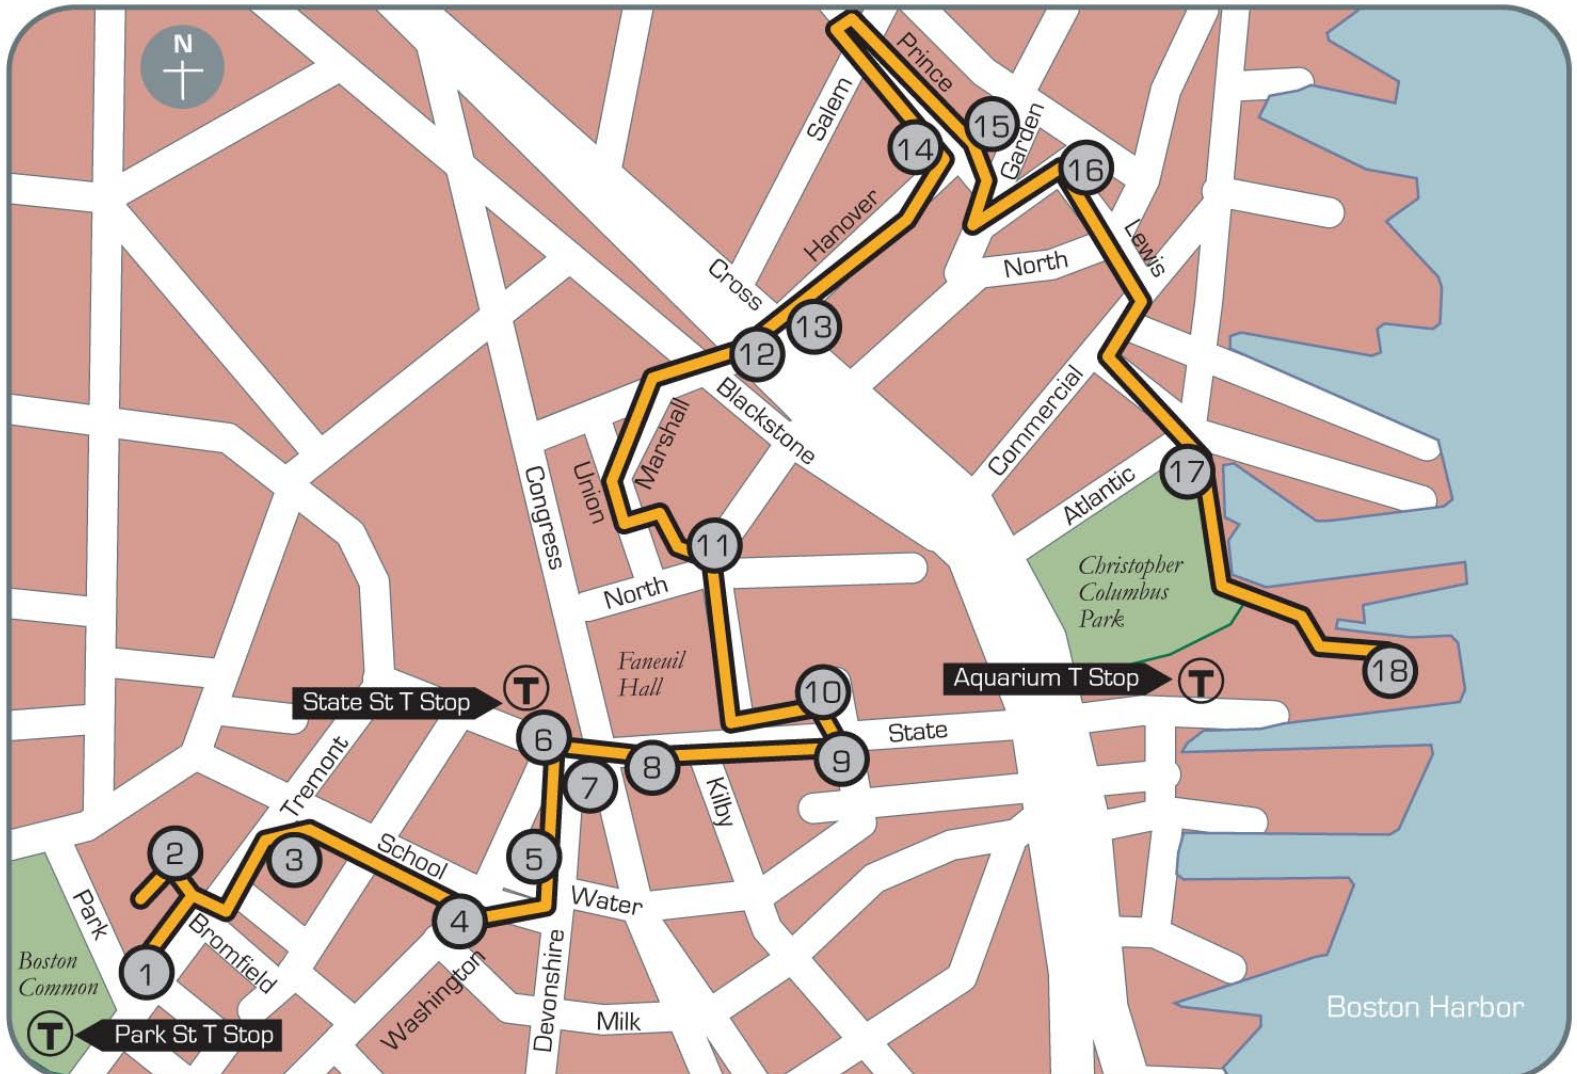 N
Prince
Salem
15
Garden
14
16
Hanover
Lewis
North
Cross
13
12
Blackstone
Marshall
Commercial
Union
Congress
17
Atlantic
11
Christopher
Columbus
Park
North
Faneuil
Hall
10
18
Aquarium T Stop
T
T
State St T Stop
State
6
9
8
7
Kilby
Tremont
School
2
3
5
Water
4
Park
Bromfield
1
Boston
Common
Washington
Devonshire
Milk
Boston Harbor
T
Park St T Stop